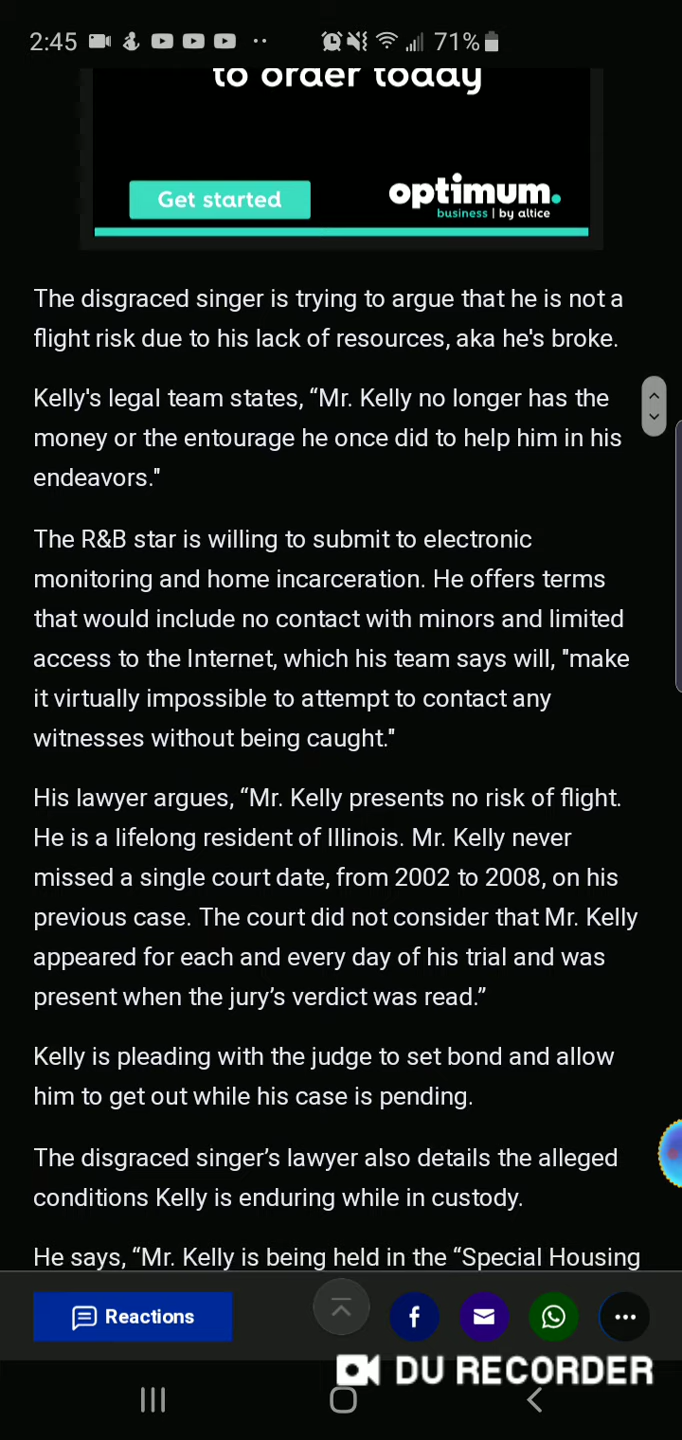 2:45 71%
to order today
Get started
optimum.
business | by altice
The disgraced singer is trying to argue that he is not a
flight risk due to his lack of resources, aka he's broke.
Kelly's legal team states, “Mr. Kelly no longer has the
money or the entourage he once did to help him in his
endeavors."
The R&B star is willing to submit to electronic
monitoring and home incarceration. He offers terms
that would include no contact with minors and limited
access to the Internet, which his team says will, "make
it virtually impossible to attempt to contact any
witnesses without being caught."
His lawyer argues, “Mr. Kelly presents no risk of flight.
He is a lifelong resident of Illinois. Mr. Kelly never
missed a single court date, from 2002 to 2008, on his
previous case. The court did not consider that Mr. Kelly
appeared for each and every day of his trial and was
present when the jury’s verdict was read.”
Kelly is pleading with the judge to set bond and allow
him to get out while his case is pending.
The disgraced singer’s lawyer also details the alleged
conditions Kelly is enduring while in custody.
He says, “Mr. Kelly is being held in the “Special Housing
Reactions
DU RECORDER